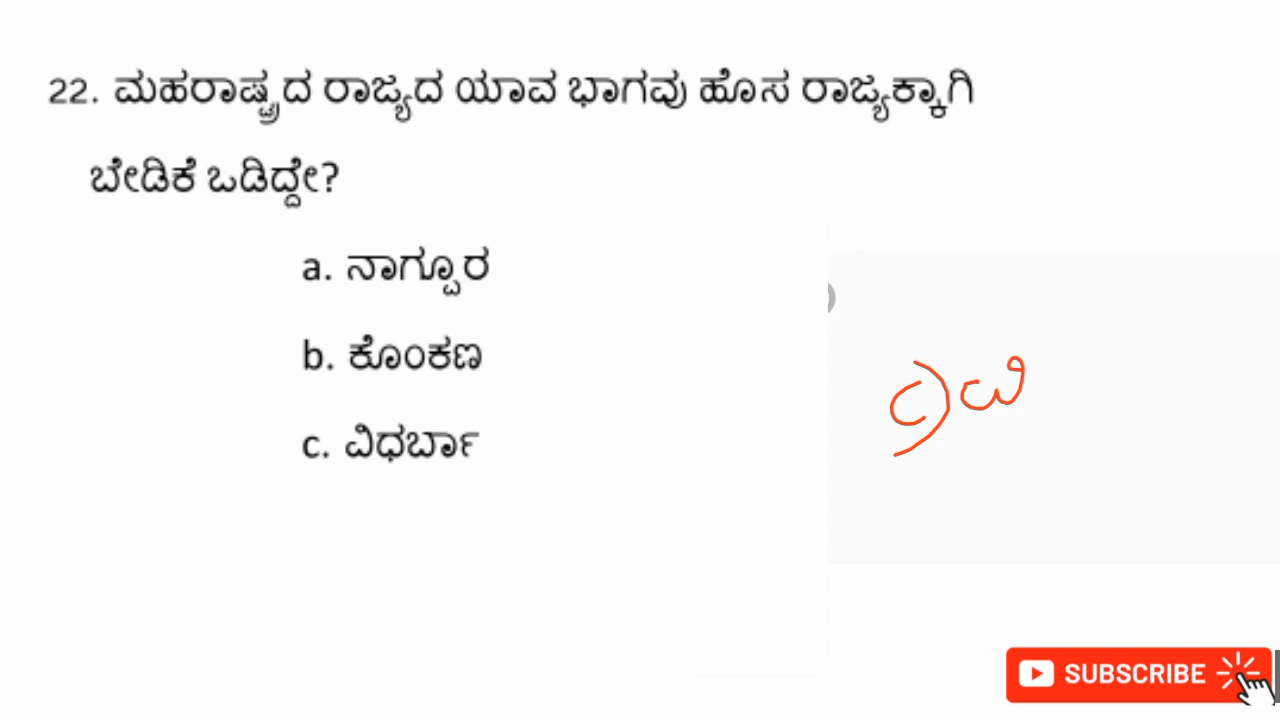 22. ಮಹರಾಷ್ಟ್ರದ ರಾಜ್ಯದ ಯಾವ ಭಾಗವು ಹೊಸ ರಾಜ್ಯಕ್ಕಾಗಿ
ಬೇಡಿಕೆ ಒಡಿದ್ದೇ?
a. ನಾಗ್ಪೂರ
b. ಕೊಂಕಣ
c. ವಿಧರ್ಬಾ
c)
SUBSCRIBE